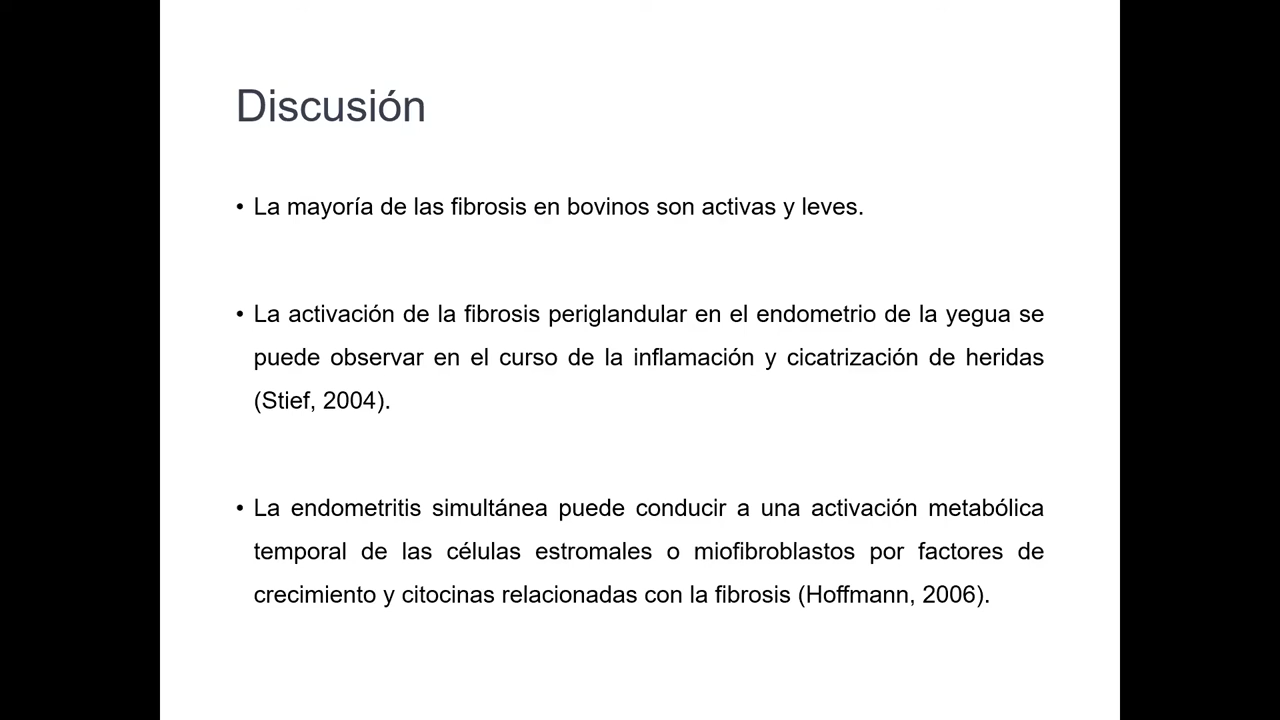 Discusión
• La mayoría de las fibrosis en bovinos son activas y leves.
• La activación de la fibrosis periglandular en el endometrio de la yegua se
puede observar en el curso de la inflamación y cicatrización de heridas
(Stief, 2004).
• La endometritis simultánea puede conducir a una activación metabólica
temporal de las células estromales o miofibroblastos por factores de
crecimiento y citocinas relacionadas con la fibrosis (Hoffmann, 2006).